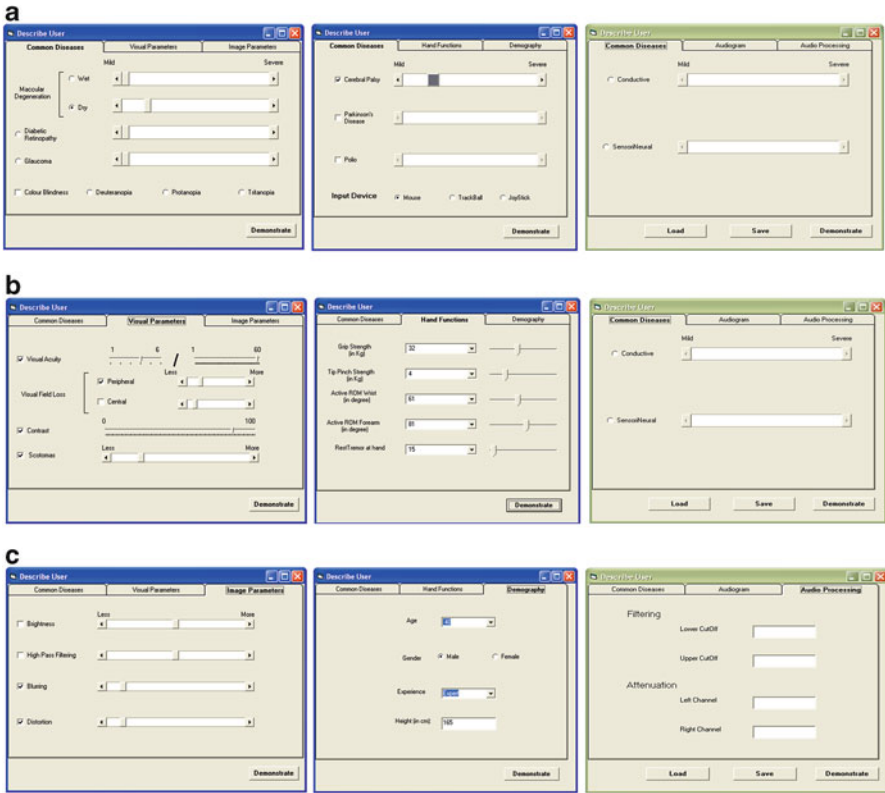 a
Describe User
Common Diseases Visual Parameters Image Parameters
Mild Severe
Maccular Degeneration
Wet
Dry
Diabetic Retinopathy
Glaucoma
Colour Blindness Deuteranopia Protanopia Tritanopia
Demonstrate
Describe User
Common Diseases Hand Functions Demography
Mild Severe
Cerebral Palsy
Parkinson's Disease
Polio
Input Device Mouse TrackBall JoyStick
Demonstrate
Describe User
Common Diseases Audiogram Audio Processing
Mild Severe
Conductive
SensoriNeural
Load Save Demonstrate
b
Describe User
Common Diseases Visual Parameters Image Parameters
1 6 / 1 60
Visual Acuity
Less More
Visual Field Loss
Peripheral
Central
0 100
Contrast
Less More
Scotomas
Demonstrate
Describe User
Common Diseases Hand Functions Demography
Grip Strength (in Kg) 32
Tip Pinch Strength (in Kg) 4
Active ROM Wrist (in degree) 61
Active ROM Forearm (in degree) 81
RestTremor at hand 15
Demonstrate
Describe User
Common Diseases Audiogram Audio Processing
Mild Severe
Conductive
SensoriNeural
Load Save Demonstrate
c
Describe User
Common Diseases Visual Parameters Image Parameters
Less More
Brightness
High Pass Filtering
Bluring
Distortion
Demonstrate
Describe User
Common Diseases Hand Functions Demography
Age
Gender Male Female
Experience Expert
Height (in cm) 165
Demonstrate
Describe User
Common Diseases Audiogram Audio Processing
Filtering
Lower CutOff
Upper CutOff
Attenuation
Left Channel
Right Channel
Load Save Demonstrate